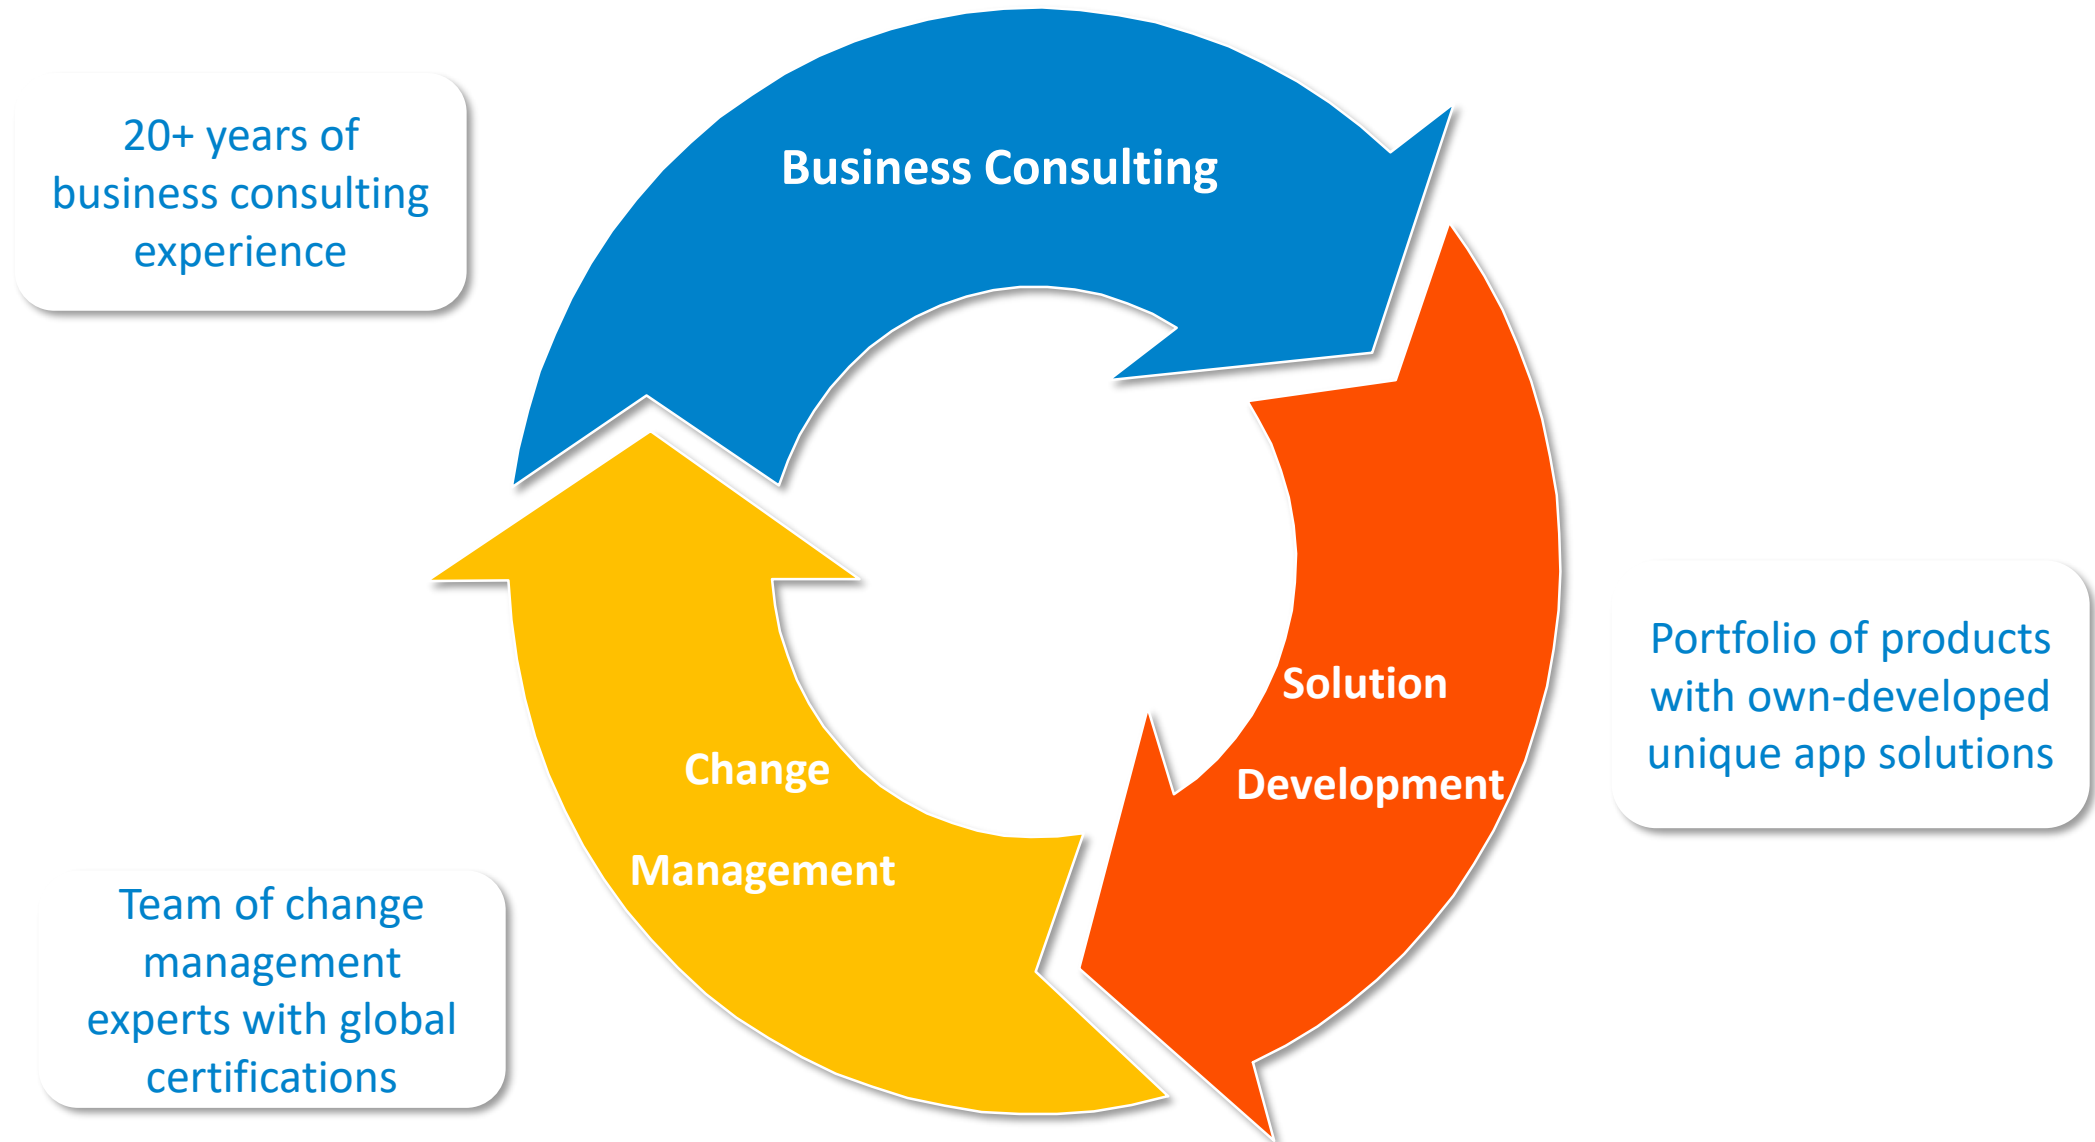 20+ years of
business consulting
experience
Business Consulting
Solution
Development
Portfolio of products
with own-developed
unique app solutions
Change
Management
Team of change
management
experts with global
certifications